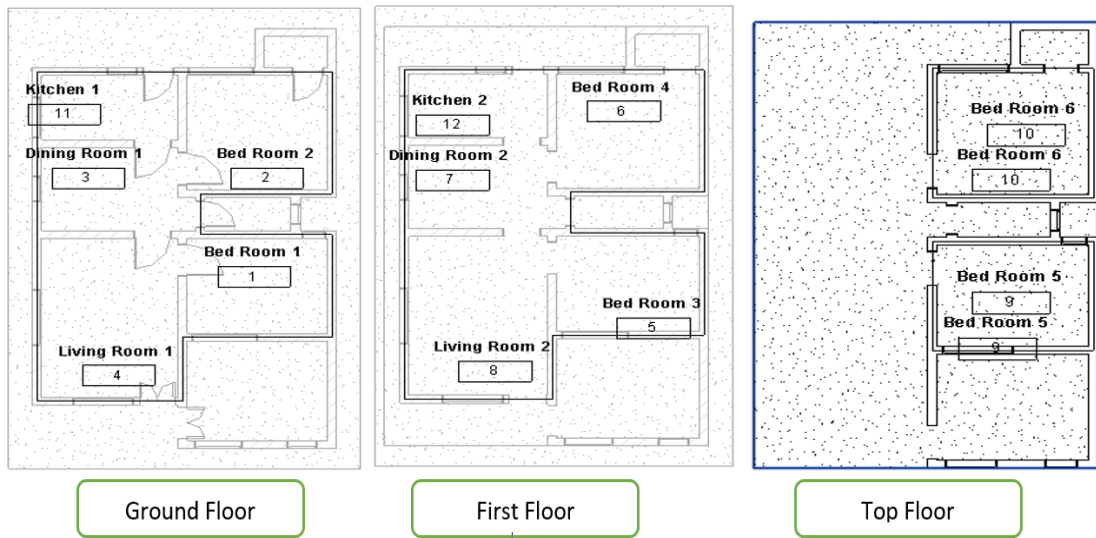 Kitchen 1
11
Dining Room 1
3
Bed Room 2
2
Bed Room 1
1
Living Room 1
4
Ground Floor
Kitchen 2
12
Bed Room 4
6
Dining Room 2
7
Bed Room 3
5
Living Room 2
8
First Floor
Bed Room 6
10
Bed Room 6
10
Bed Room 5
9
Bed Room 5
9
Top Floor